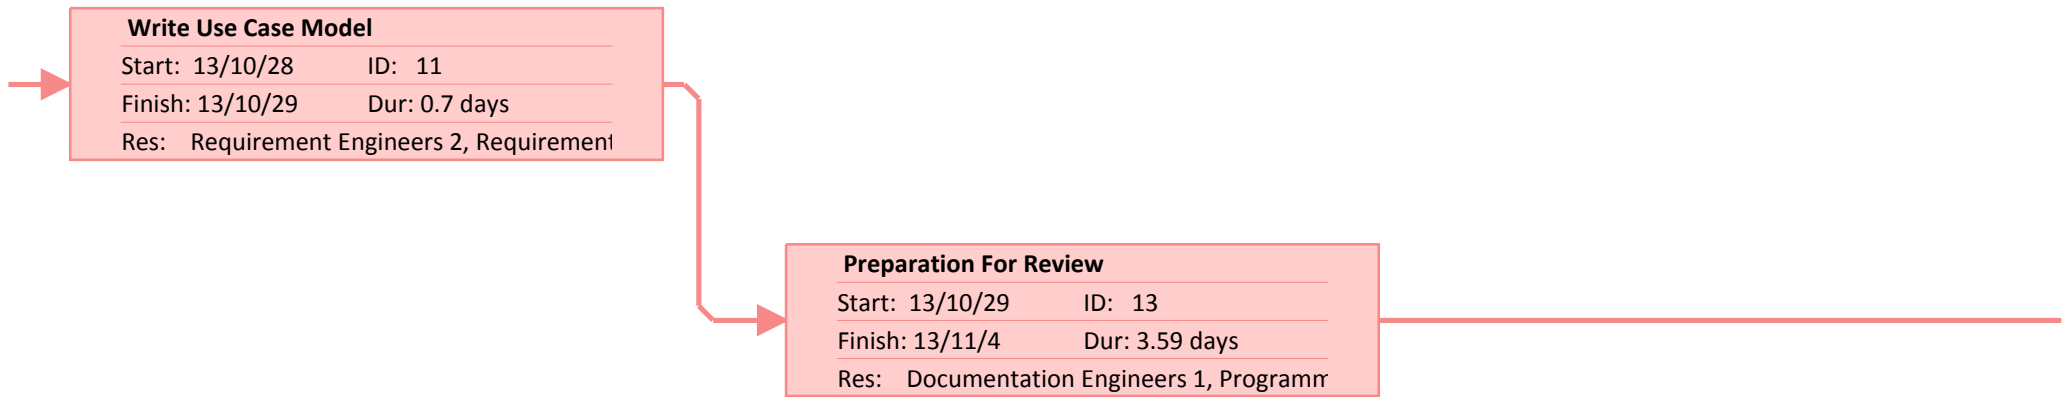 Write Use Case Model
Start: 13/10/28 ID: 11
Finish: 13/10/29 Dur: 0.7 days
Res: Requirement Engineers 2, Requirement
Preparation For Review
Start: 13/10/29 ID: 13
Finish: 13/11/4 Dur: 3.59 days
Res: Documentation Engineers 1, Programm